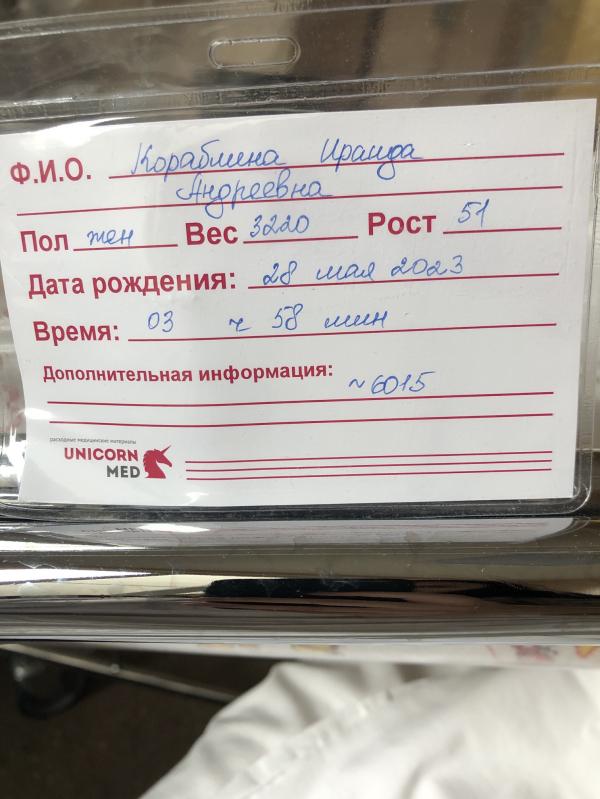 Ф.И.О. Кораблина Ираида
Андреевна
Пол жен Вес 3220 Рост 51
Дата рождения: 28 мая 2023
Время: 03 ч 58 мин
Дополнительная информация:
~6015
расходные медицинские материалы
UNICORN
MED